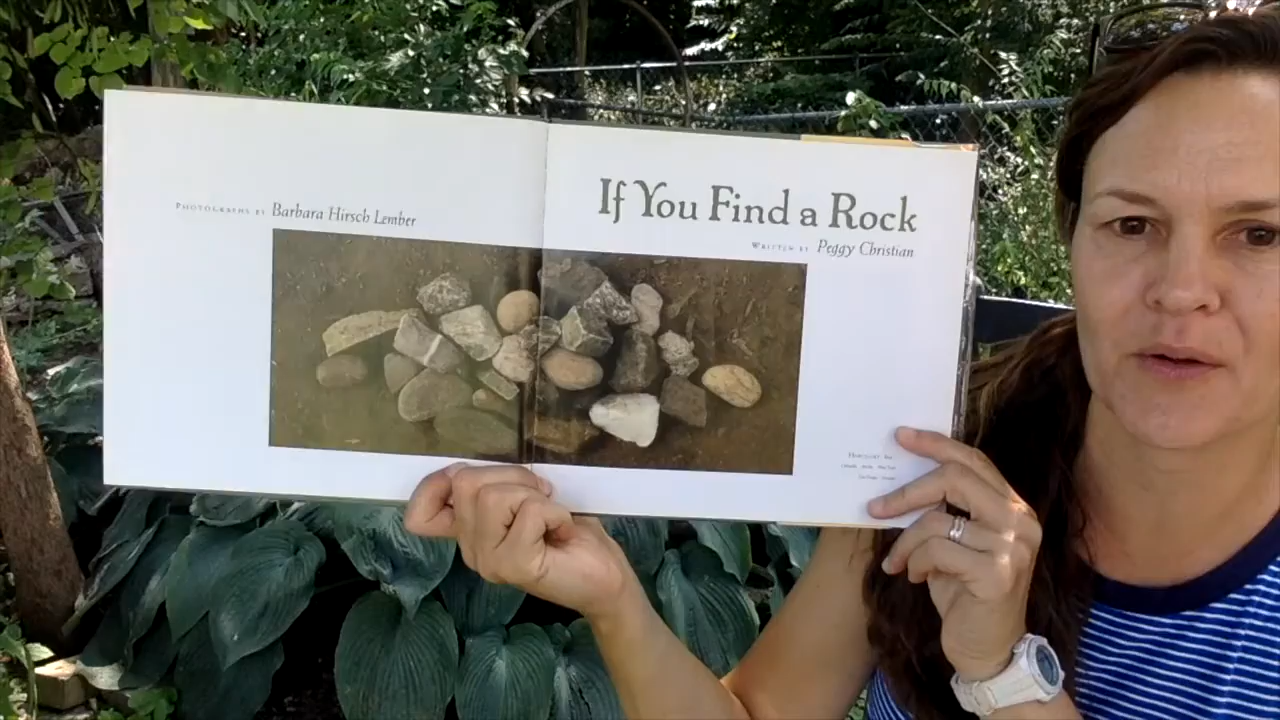 PHOTOGRAPHS BY Barbara Hirsch Lember
If You Find a Rock
WRITTEN BY Peggy Christian